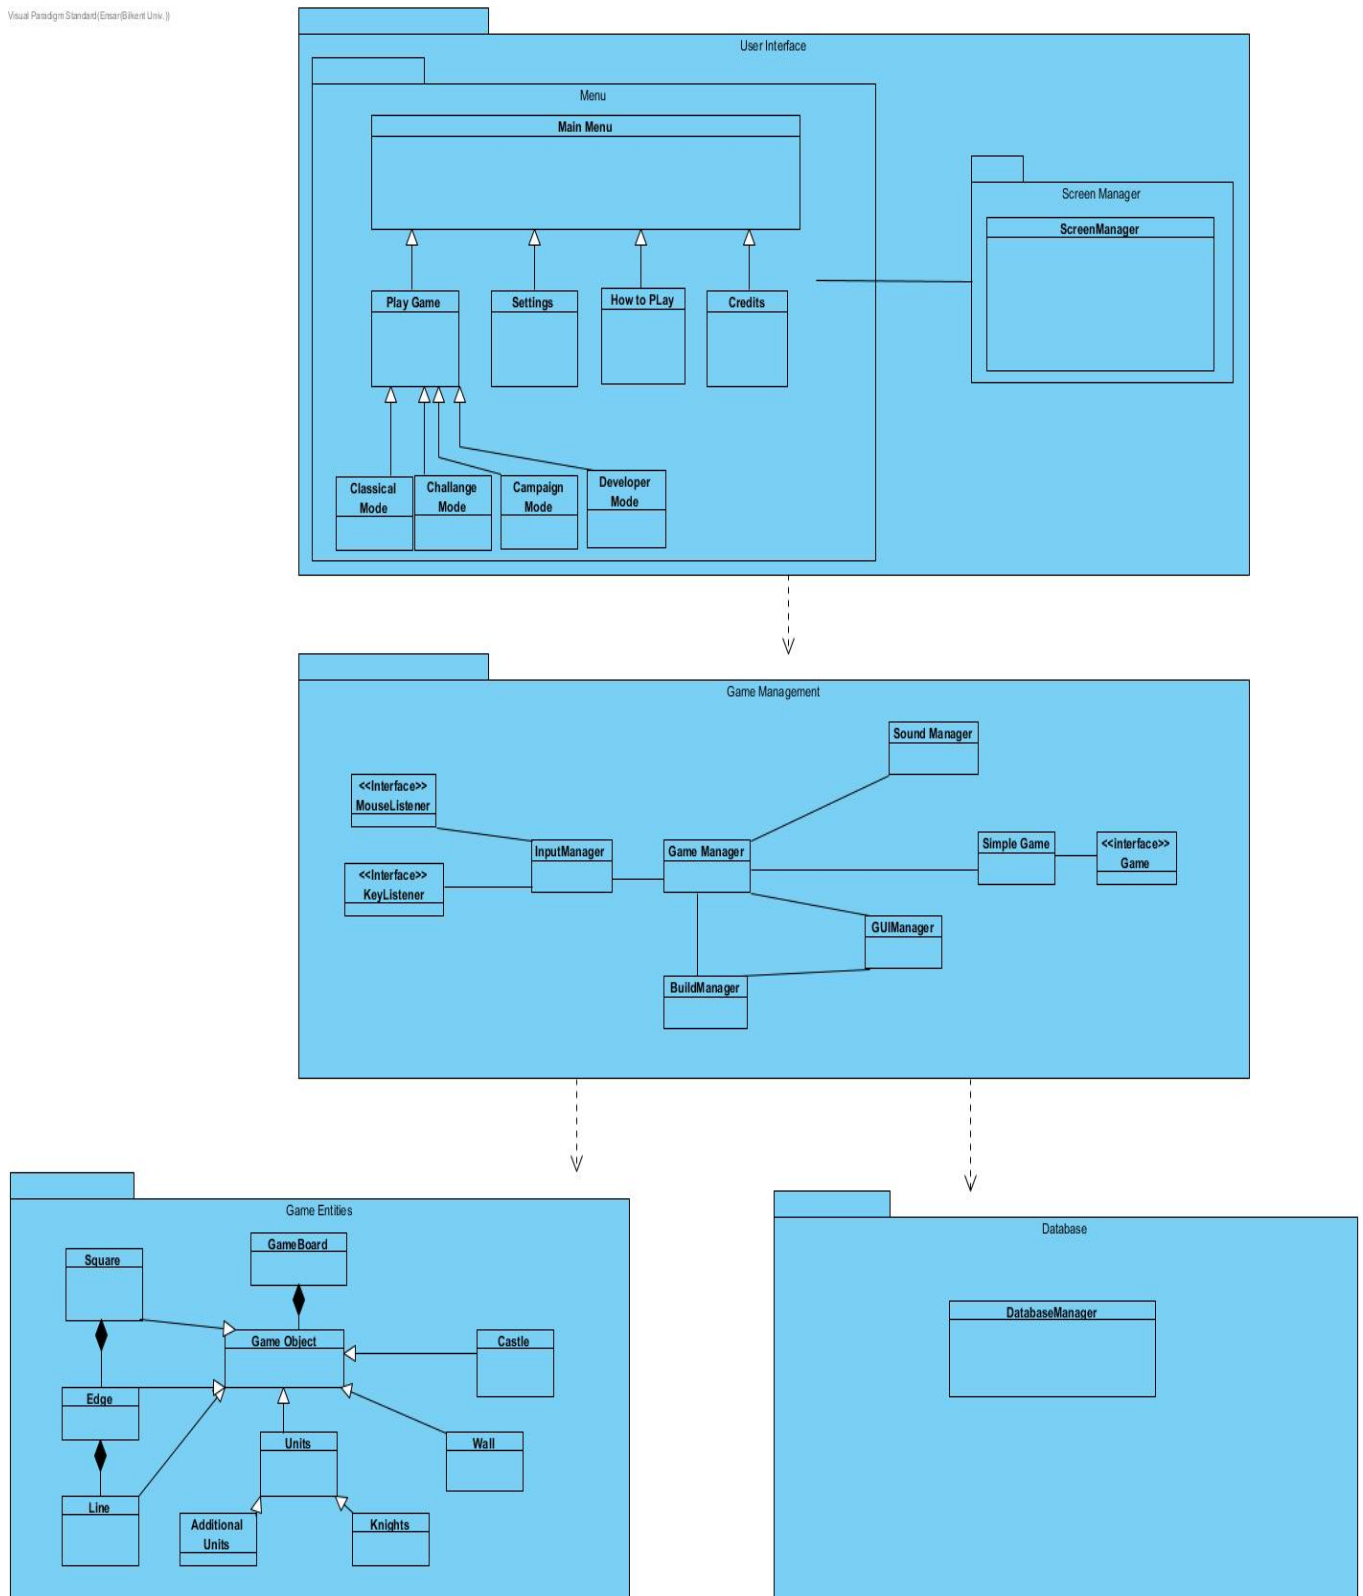 Visual Paradigm Standard(Ensar(Bilkent Univ.))
User Interface
Menu
Main Menu
Screen Manager
ScreenManager
Play Game
Settings
How to PLay
Credits
Classical
Mode
Challange
Mode
Campaign
Mode
Developer
Mode
Game Management
Sound Manager
<<Interface>>
MouseListener
InputManager
Game Manager
Simple Game
<<interface>>
Game
<<Interface>>
KeyListener
GUIManager
BuildManager
Game Entities
Database
GameBoard
Square
DatabaseManager
Game Object
Castle
Edge
Units
Wall
Line
Additional
Units
Knights